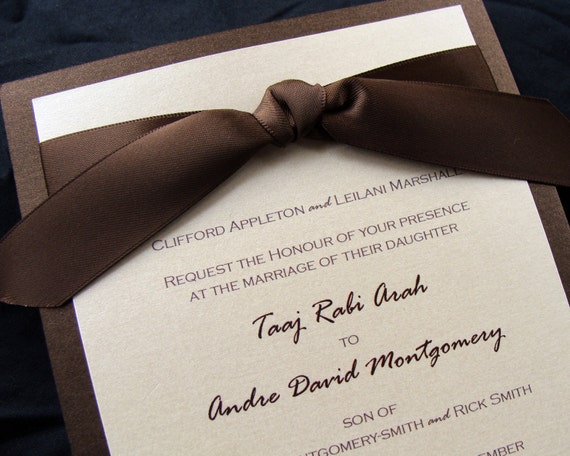 Clifford Appleton and Leilani Marshall
Request the Honour of your presence
at the marriage of their daughter
Taaj Rabi Arah
to
Andre David Montgomery
son of
and Rick Smith